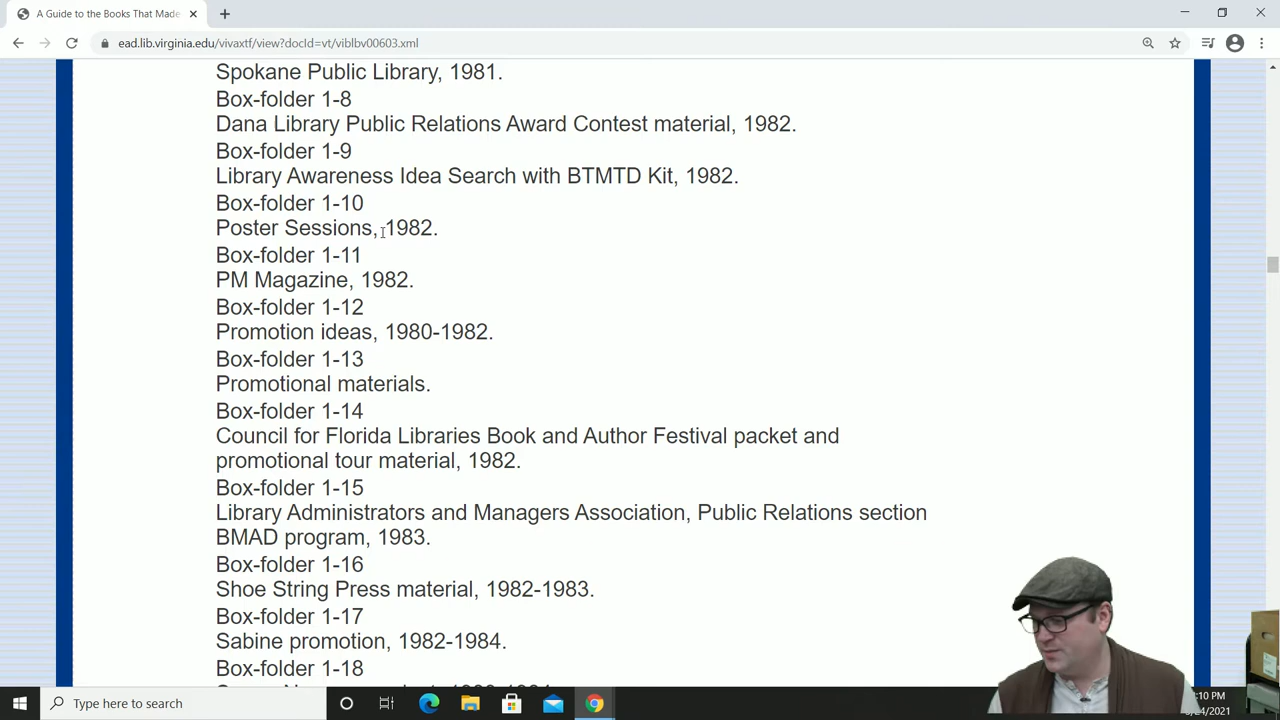 A Guide to the Books That Made
ead.lib.virginia.edu/vivaxtf/view?docId=vt/viblbv00603.xml
Spokane Public Library, 1981.
Box-folder 1-8
Dana Library Public Relations Award Contest material, 1982.
Box-folder 1-9
Library Awareness Idea Search with BTMTD Kit, 1982.
Box-folder 1-10
Poster Sessions, 1982.
Box-folder 1-11
PM Magazine, 1982.
Box-folder 1-12
Promotion ideas, 1980-1982.
Box-folder 1-13
Promotional materials.
Box-folder 1-14
Council for Florida Libraries Book and Author Festival packet and
promotional tour material, 1982.
Box-folder 1-15
Library Administrators and Managers Association, Public Relations section
BMAD program, 1983.
Box-folder 1-16
Shoe String Press material, 1982-1983.
Box-folder 1-17
Sabine promotion, 1982-1984.
Box-folder 1-18
Type here to search
:10 PM
/24/2021